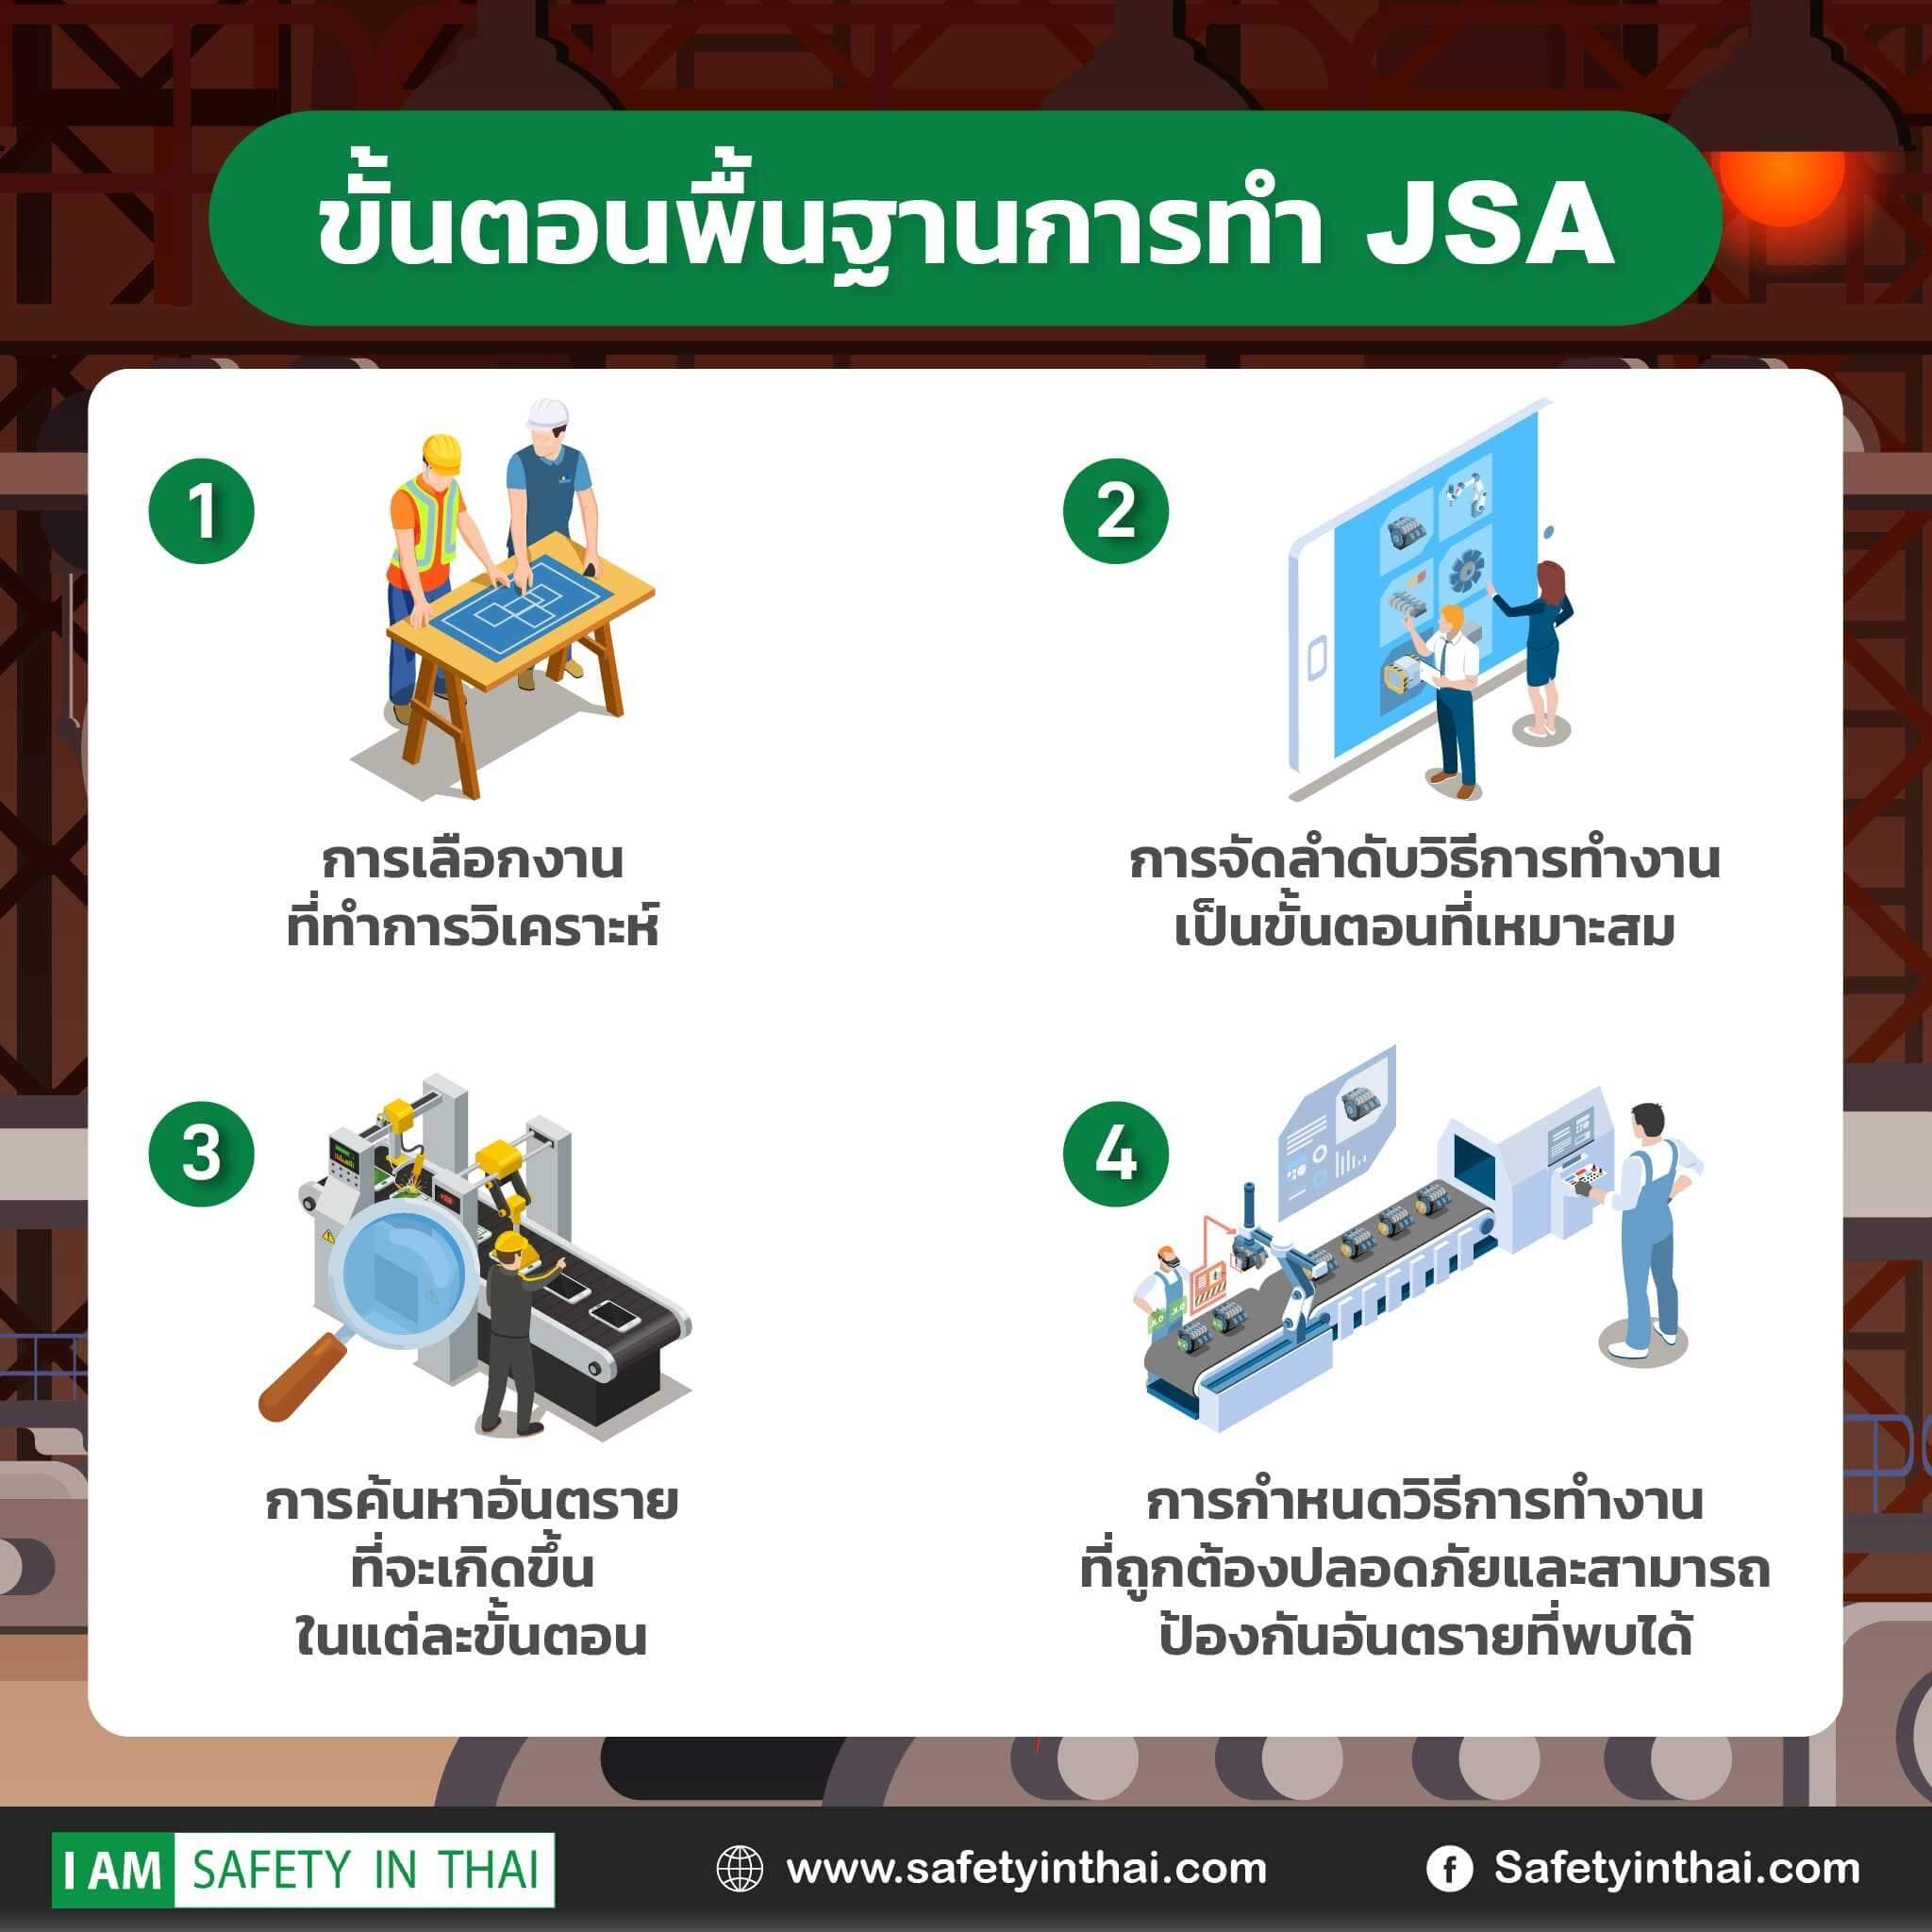 ขั้นตอนพื้นฐานการทำ JSA
1
การเลือกงาน
ที่ทำการวิเคราะห์
2
การจัดลำดับวิธีการทำงาน
เป็นขั้นตอนที่เหมาะสม
3
การค้นหาอันตราย
ที่จะเกิดขึ้น
ในแต่ละขั้นตอน
4
การกำหนดวิธีการทำงาน
ที่ถูกต้องปลอดภัยและสามารถ
ป้องกันอันตรายที่พบได้
I AM SAFETY IN THAI
www.safetyinthai.com
Safetyinthai.com